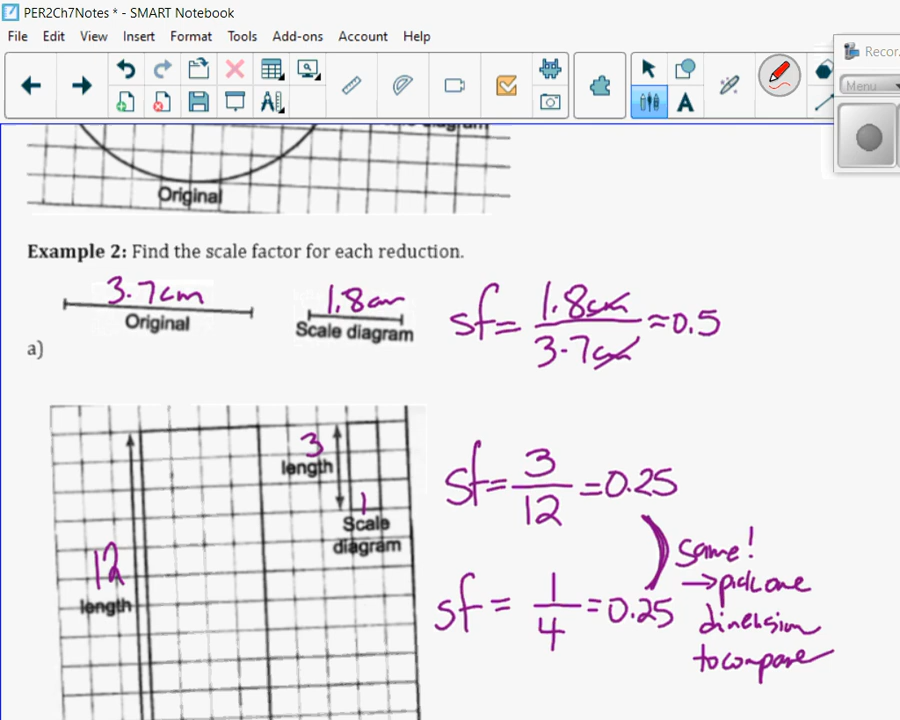 PER2Ch7Notes * - SMART Notebook
File Edit View Insert Format Tools Add-ons Account Help
Recor
Menu
Original
Example 2: Find the scale factor for each reduction.
3.7cm
Original
1.8cm
Scale diagram
sf = 1.8cm / 3.7cm ≈ 0.5
a)
3
length
1
Scale
diagram
12
length
sf = 3 / 12 = 0.25
sf = 1 / 4 = 0.25
Same!
→ pick one
dimension
to compare